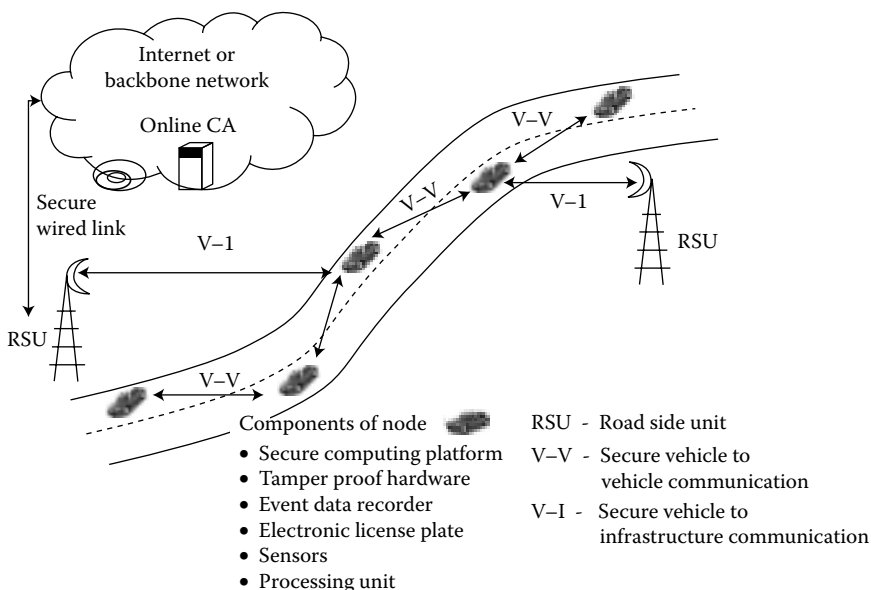 Internet or
backbone network
Online CA
Secure
wired link
V–1
RSU
V–V
V–V
V–V
V–1
RSU
Components of node
• Secure computing platform
• Tamper proof hardware
• Event data recorder
• Electronic license plate
• Sensors
• Processing unit
RSU - Road side unit
V–V - Secure vehicle to
vehicle communication
V–I - Secure vehicle to
infrastructure communication